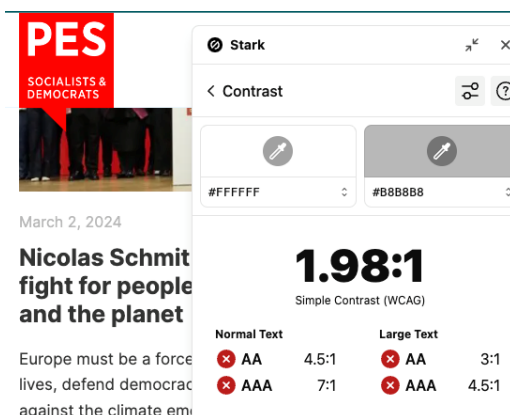 PES
SOCIALISTS &
DEMOCRATS
March 2, 2024
Nicolas Schmit
fight for people
and the planet
Europe must be a force
lives, defend democrac
against the climate eme
Stark
Contrast
#FFFFFF
#B8B8B8
1.98:1
Simple Contrast (WCAG)
Normal Text
AA 4.5:1
AAA 7:1
Large Text
AA 3:1
AAA 4.5:1